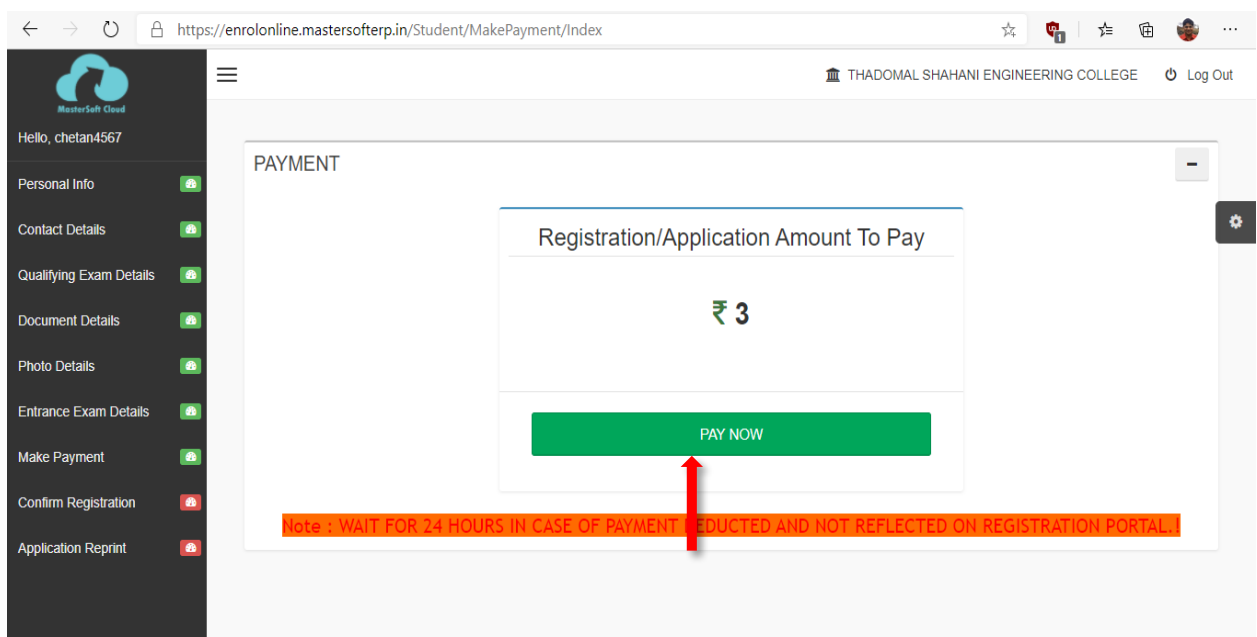 https://enrolonline.mastersofterp.in/Student/MakePayment/Index
1
MasterSoft Cloud
THADOMAL SHAHANI ENGINEERING COLLEGE Log Out
Hello, chetan4567
Personal Info
Contact Details
Qualifying Exam Details
Document Details
Photo Details
Entrance Exam Details
Make Payment
Confirm Registration
Application Reprint
PAYMENT
Registration/Application Amount To Pay
₹ 3
PAY NOW
Note : WAIT FOR 24 HOURS IN CASE OF PAYMENT DEDUCTED AND NOT REFLECTED ON REGISTRATION PORTAL.!